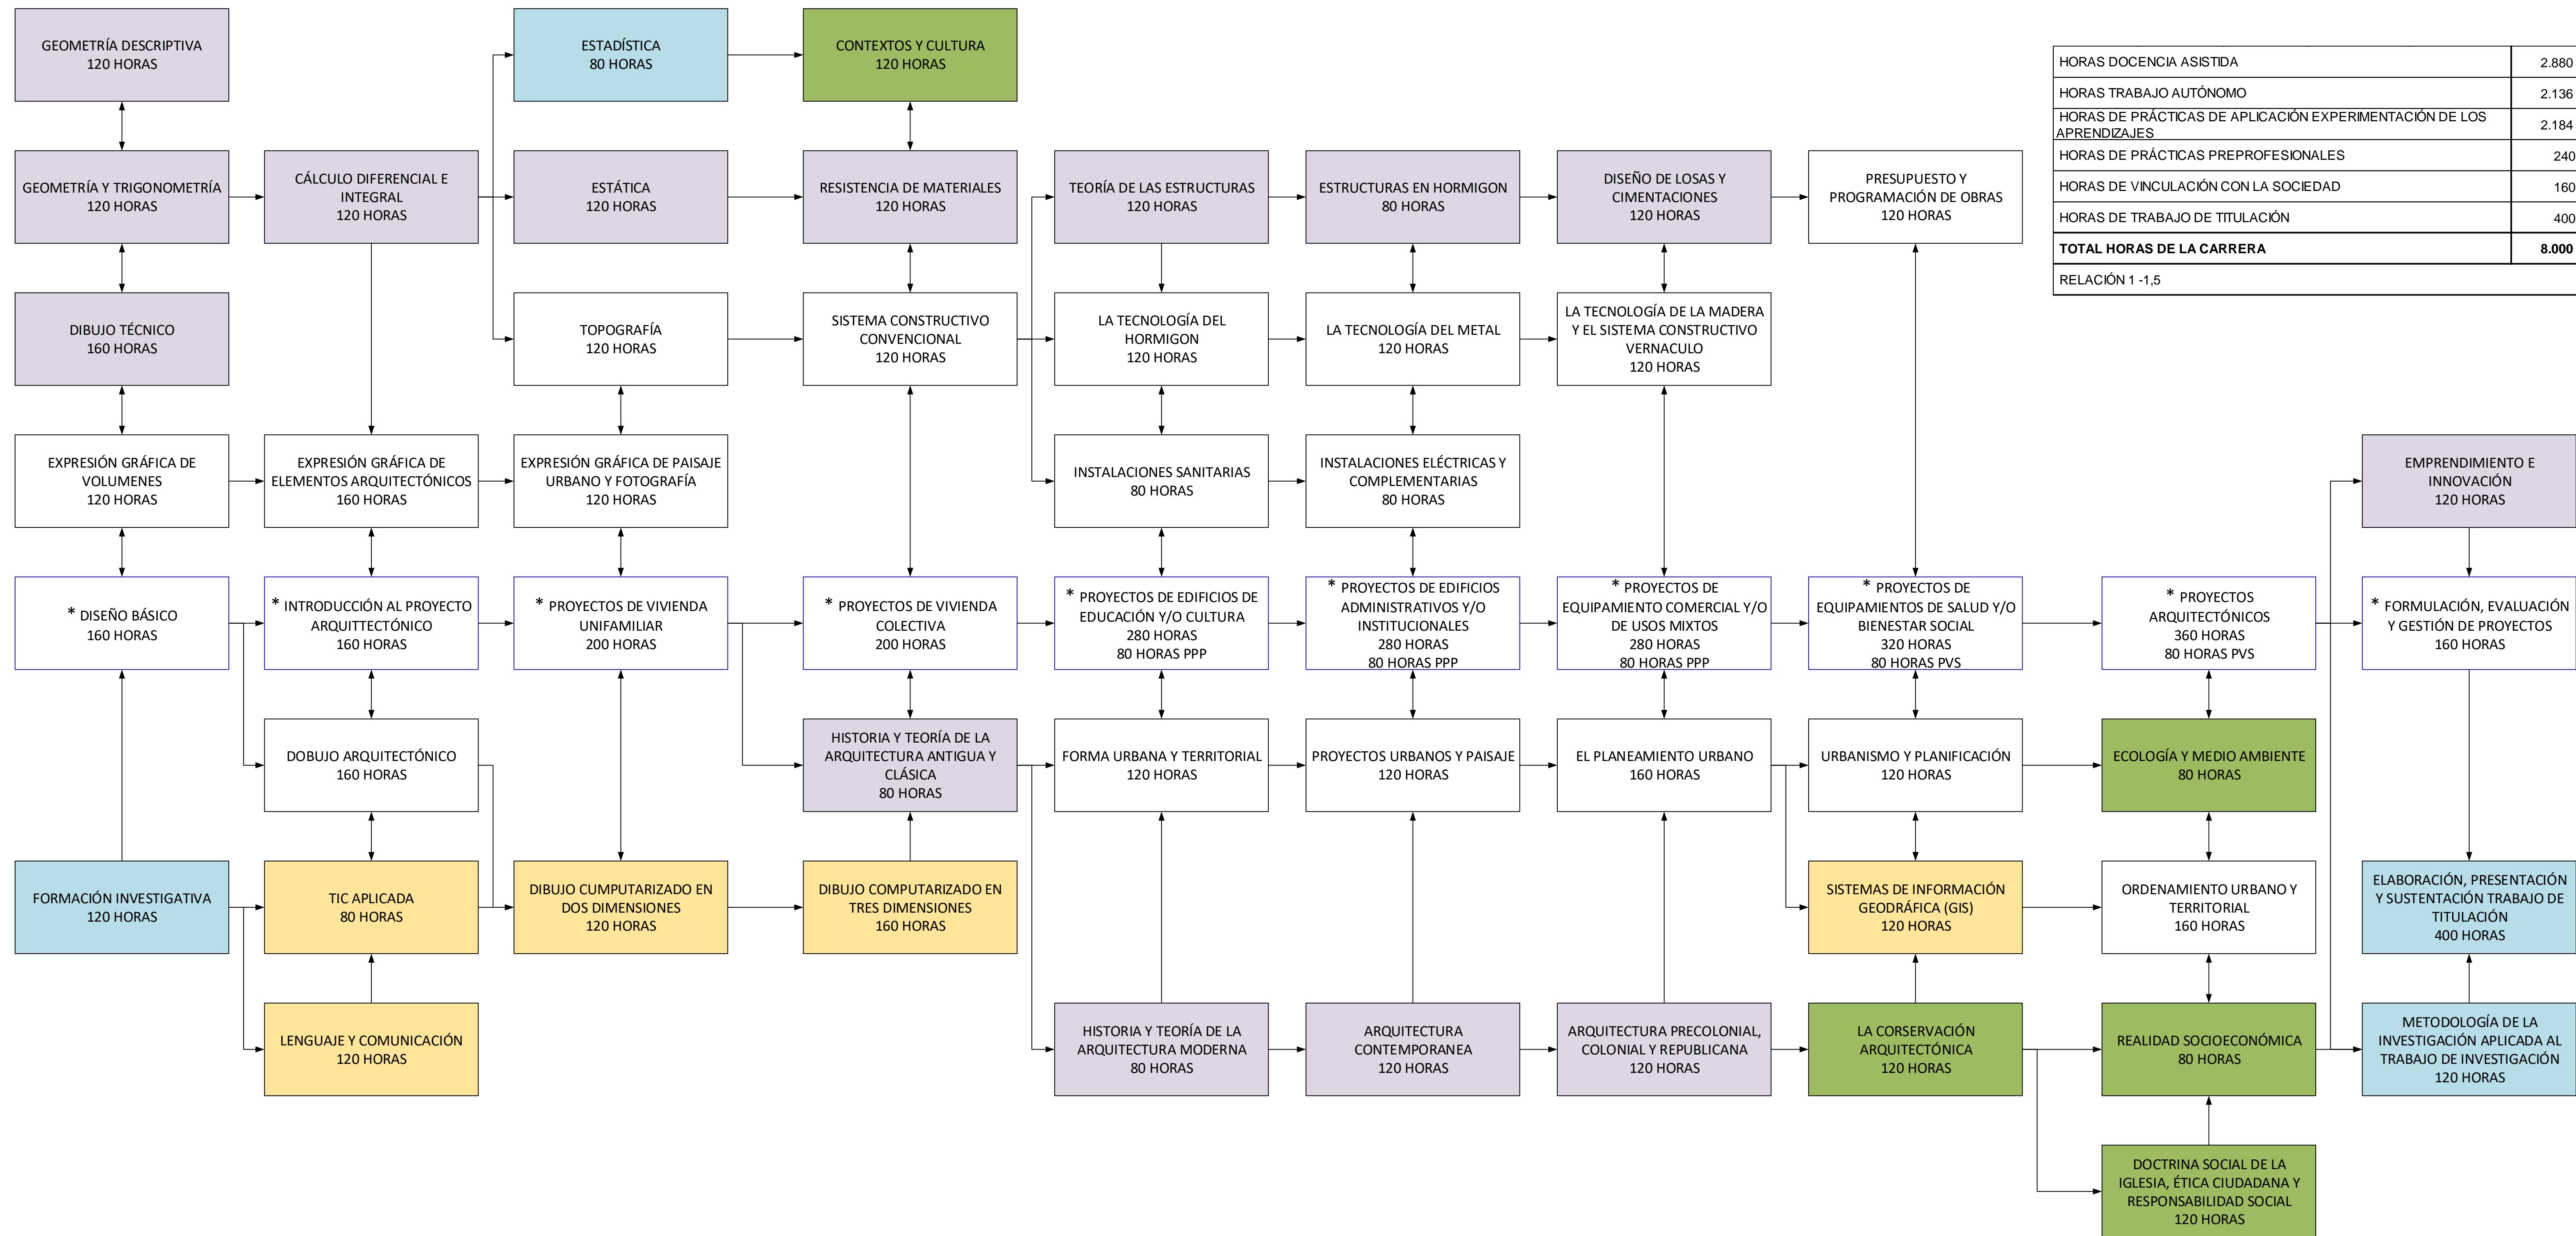 GEOMETRÍA DESCRIPTIVA
120 HORAS
ESTADÍSTICA
80 HORAS
CONTEXTOS Y CULTURA
120 HORAS
HORAS DOCENCIA ASISTIDA 2.880
HORAS TRABAJO AUTÓNOMO 2.136
HORAS DE PRÁCTICAS DE APLICACIÓN EXPERIMENTACIÓN DE LOS
APRENDIZAJES 2.184
HORAS DE PRÁCTICAS PREPROFESIONALES 240
HORAS DE VINCULACIÓN CON LA SOCIEDAD 160
HORAS DE TRABAJO DE TITULACIÓN 400
TOTAL HORAS DE LA CARRERA 8.000
RELACIÓN 1 -1,5
GEOMETRÍA Y TRIGONOMETRÍA
120 HORAS
CÁLCULO DIFERENCIAL E
INTEGRAL
120 HORAS
ESTÁTICA
120 HORAS
RESISTENCIA DE MATERIALES
120 HORAS
TEORÍA DE LAS ESTRUCTURAS
120 HORAS
ESTRUCTURAS EN HORMIGON
80 HORAS
DISEÑO DE LOSAS Y
CIMENTACIONES
120 HORAS
PRESUPUESTO Y
PROGRAMACIÓN DE OBRAS
120 HORAS
DIBUJO TÉCNICO
160 HORAS
TOPOGRAFÍA
120 HORAS
SISTEMA CONSTRUCTIVO
CONVENCIONAL
120 HORAS
LA TECNOLOGÍA DEL
HORMIGON
120 HORAS
LA TECNOLOGÍA DEL METAL
120 HORAS
LA TECNOLOGÍA DE LA MADERA
Y EL SISTEMA CONSTRUCTIVO
VERNACULO
120 HORAS
EXPRESIÓN GRÁFICA DE
VOLUMENES
120 HORAS
EXPRESIÓN GRÁFICA DE
ELEMENTOS ARQUITECTÓNICOS
160 HORAS
EXPRESIÓN GRÁFICA DE PAISAJE
URBANO Y FOTOGRAFÍA
120 HORAS
INSTALACIONES SANITARIAS
80 HORAS
INSTALACIONES ELÉCTRICAS Y
COMPLEMENTARIAS
80 HORAS
EMPRENDIMIENTO E
INNOVACIÓN
120 HORAS
* DISEÑO BÁSICO
160 HORAS
* INTRODUCCIÓN AL PROYECTO
ARQUITTECTÓNICO
160 HORAS
* PROYECTOS DE VIVIENDA
UNIFAMILIAR
200 HORAS
* PROYECTOS DE VIVIENDA
COLECTIVA
200 HORAS
* PROYECTOS DE EDIFICIOS DE
EDUCACIÓN Y/O CULTURA
280 HORAS
80 HORAS PPP
* PROYECTOS DE EDIFICIOS
ADMINISTRATIVOS Y/O
INSTITUCIONALES
280 HORAS
80 HORAS PPP
* PROYECTOS DE
EQUIPAMIENTO COMERCIAL Y/O
DE USOS MIXTOS
280 HORAS
80 HORAS PPP
* PROYECTOS DE
EQUIPAMIENTOS DE SALUD Y/O
BIENESTAR SOCIAL
320 HORAS
80 HORAS PVS
* PROYECTOS
ARQUITECTÓNICOS
360 HORAS
80 HORAS PVS
* FORMULACIÓN, EVALUACIÓN
Y GESTIÓN DE PROYECTOS
160 HORAS
DOBUJO ARQUITECTÓNICO
160 HORAS
HISTORIA Y TEORÍA DE LA
ARQUITECTURA ANTIGUA Y
CLÁSICA
80 HORAS
FORMA URBANA Y TERRITORIAL
120 HORAS
PROYECTOS URBANOS Y PAISAJE
120 HORAS
EL PLANEAMIENTO URBANO
160 HORAS
URBANISMO Y PLANIFICACIÓN
120 HORAS
ECOLOGÍA Y MEDIO AMBIENTE
80 HORAS
FORMACIÓN INVESTIGATIVA
120 HORAS
TIC APLICADA
80 HORAS
DIBUJO CUMPUTARIZADO EN
DOS DIMENSIONES
120 HORAS
DIBUJO COMPUTARIZADO EN
TRES DIMENSIONES
160 HORAS
SISTEMAS DE INFORMACIÓN
GEODRÁFICA (GIS)
120 HORAS
ORDENAMIENTO URBANO Y
TERRITORIAL
160 HORAS
ELABORACIÓN, PRESENTACIÓN
Y SUSTENTACIÓN TRABAJO DE
TITULACIÓN
400 HORAS
LENGUAJE Y COMUNICACIÓN
120 HORAS
HISTORIA Y TEORÍA DE LA
ARQUITECTURA MODERNA
80 HORAS
ARQUITECTURA
CONTEMPORANEA
120 HORAS
ARQUITECTURA PRECOLONIAL,
COLONIAL Y REPUBLICANA
120 HORAS
LA CORSERVACIÓN
ARQUITECTÓNICA
120 HORAS
REALIDAD SOCIOECONÓMICA
80 HORAS
METODOLOGÍA DE LA
INVESTIGACIÓN APLICADA AL
TRABAJO DE INVESTIGACIÓN
120 HORAS
DOCTRINA SOCIAL DE LA
IGLESIA, ÉTICA CIUDADANA Y
RESPONSABILIDAD SOCIAL
120 HORAS